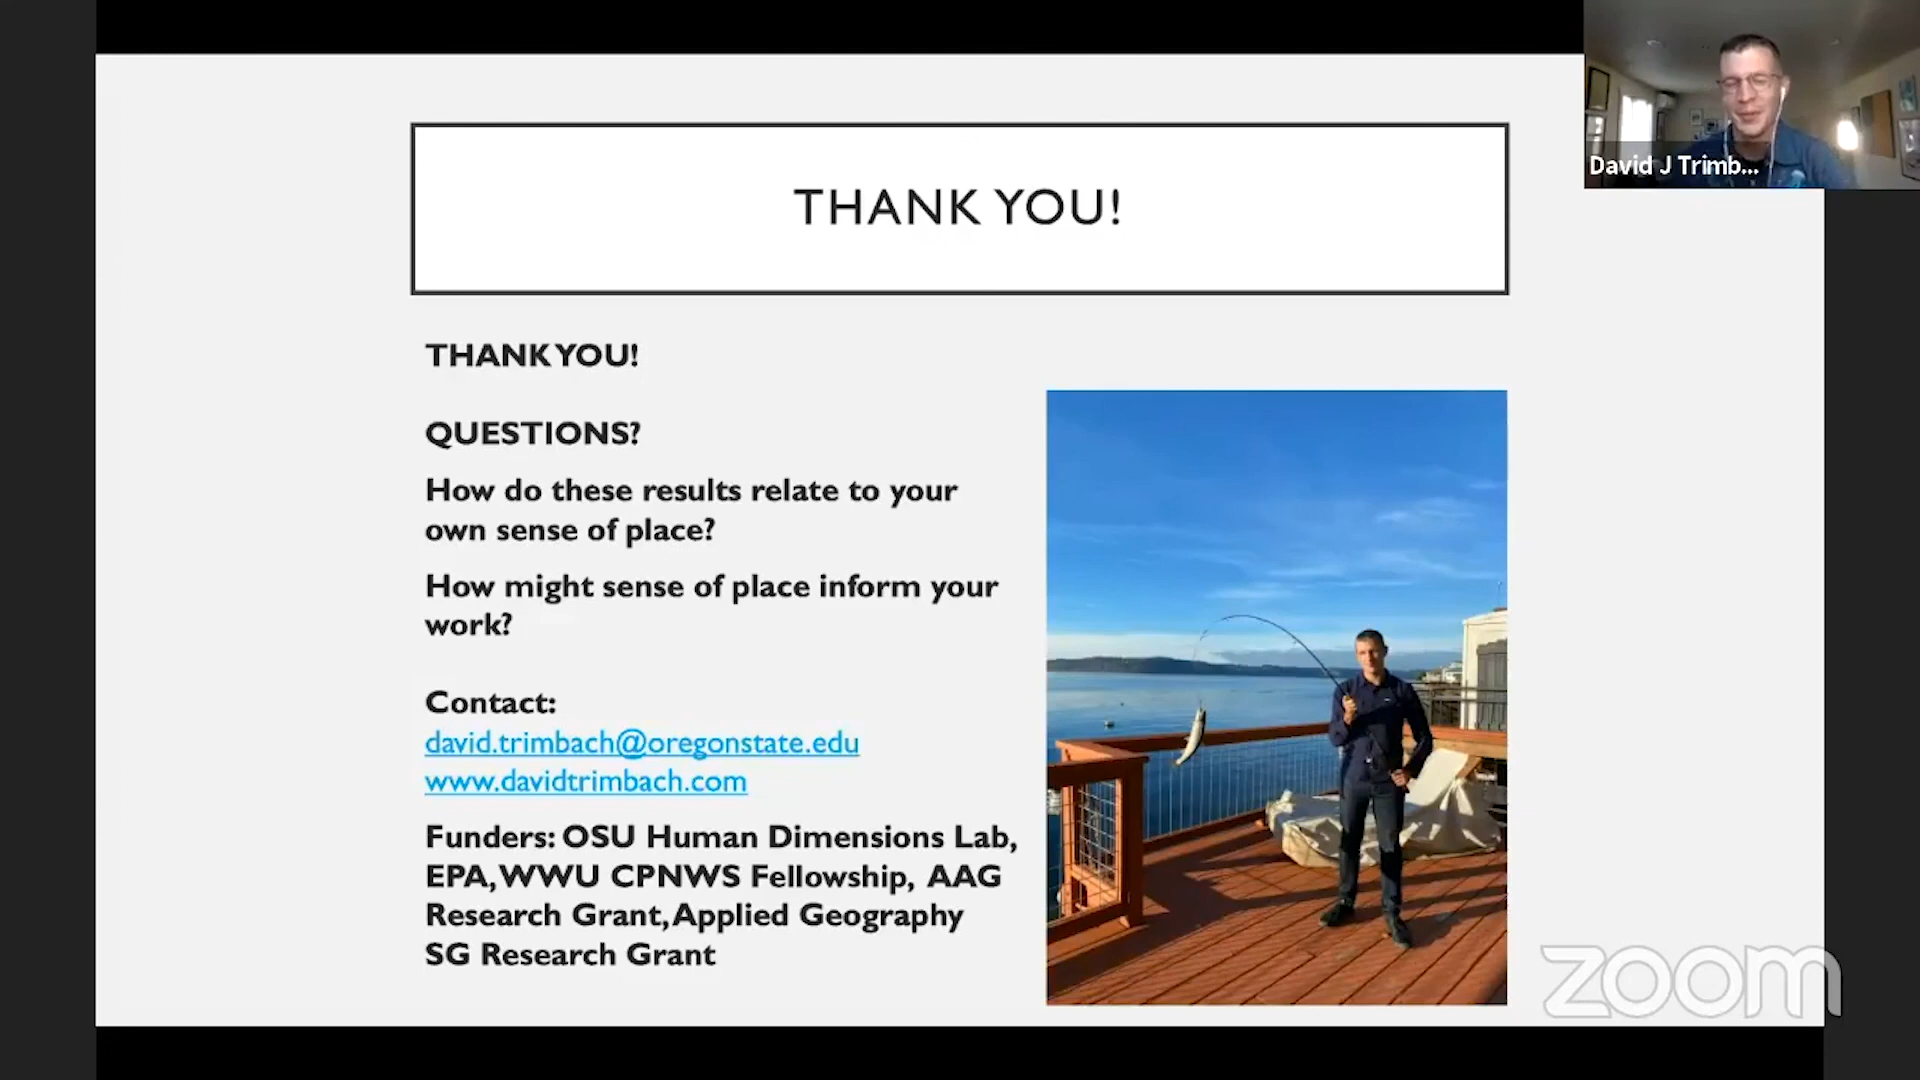 David J Trimb...
THANK YOU!
THANK YOU!
QUESTIONS?
How do these results relate to your
own sense of place?
How might sense of place inform your
work?
Contact:
david.trimbach@oregonstate.edu
www.davidtrimbach.com
Funders: OSU Human Dimensions Lab,
EPA, WWU CPNWS Fellowship, AAG
Research Grant, Applied Geography
SG Research Grant
zoom